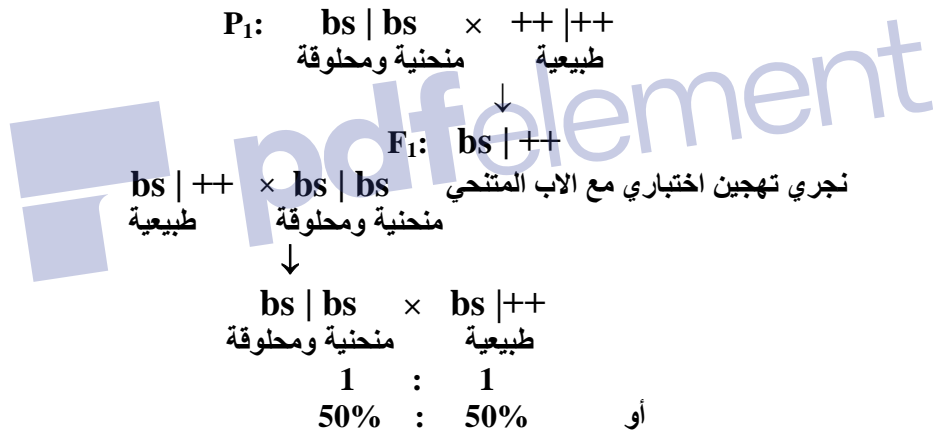 P₁: bs | bs × ++ |++
منحنية ومحلوقة طبيعية
↓
F₁: bs | ++
bs | ++ × bs | bs نجري تهجين اختباري مع الاب المتنحي
طبيعية منحنية ومحلوقة
↓
bs | bs × bs |++
منحنية ومحلوقة طبيعية
1 : 1
50% : 50% أو
pdfelement